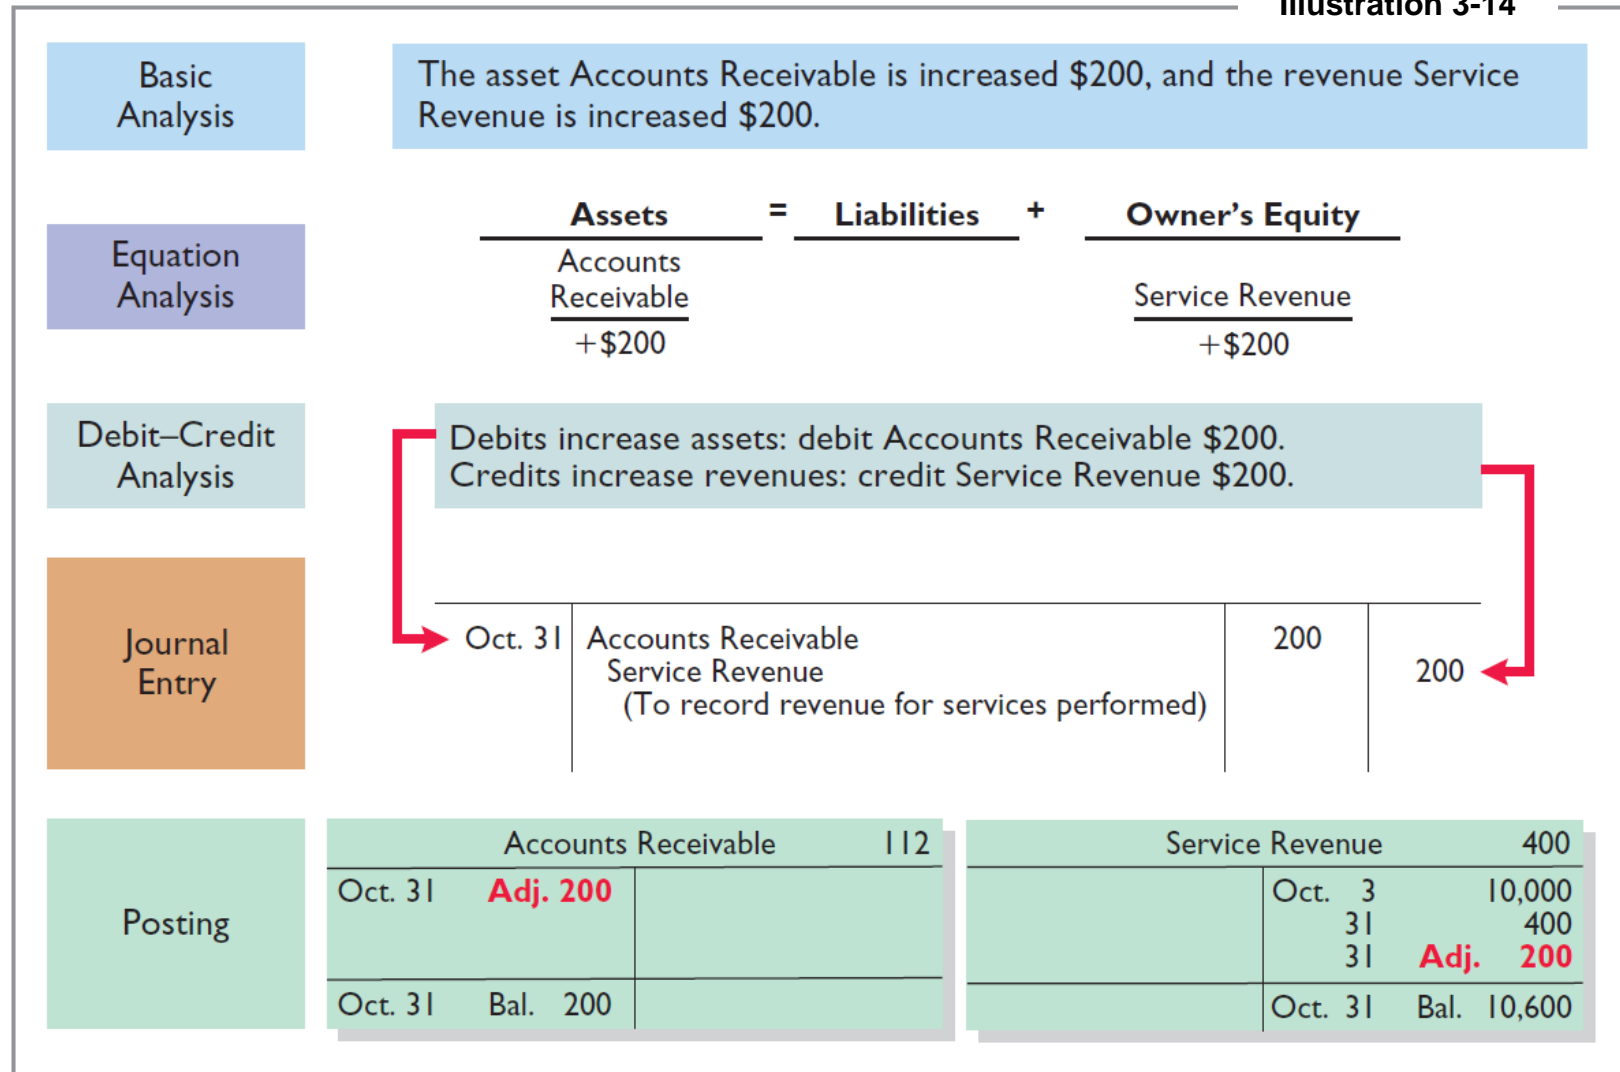 Illustration 3-14
Basic
Analysis
The asset Accounts Receivable is increased $200, and the revenue Service
Revenue is increased $200.
Equation
Analysis
Assets = Liabilities + Owner's Equity
Accounts
Receivable
Service Revenue
+$200 +$200
Debit–Credit
Analysis
Debits increase assets: debit Accounts Receivable $200.
Credits increase revenues: credit Service Revenue $200.
Journal
Entry
Oct. 31 Accounts Receivable 200
Service Revenue 200
(To record revenue for services performed)
Posting
Accounts Receivable 112
Oct. 31 Adj. 200
Oct. 31 Bal. 200
Service Revenue 400
Oct. 3 10,000
31 400
31 Adj. 200
Oct. 31 Bal. 10,600